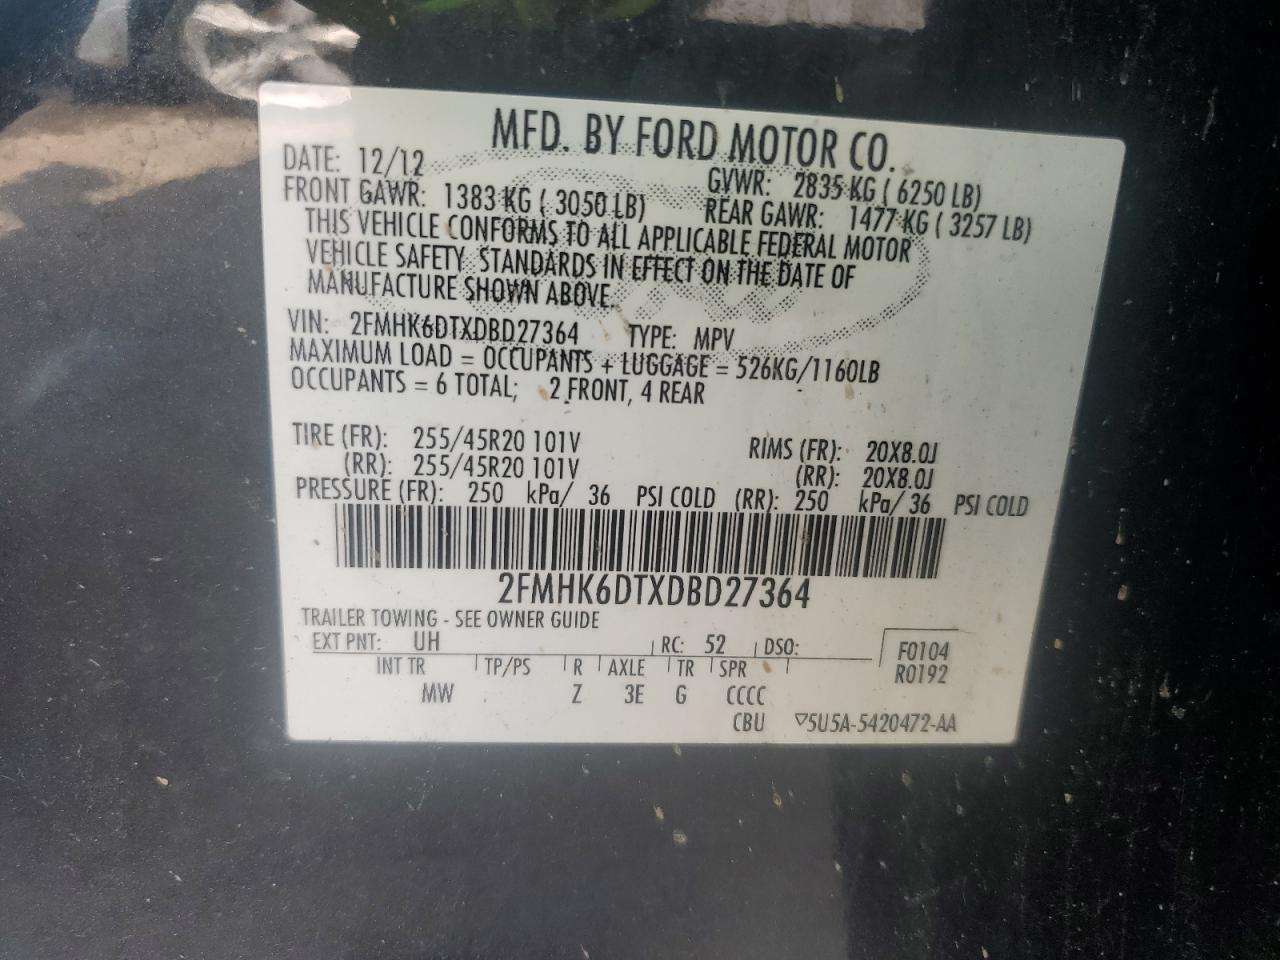 MFD. BY FORD MOTOR CO.
DATE: 12/12 GVWR: 2835 KG ( 6250 LB)
FRONT GAWR: 1383 KG ( 3050 LB) REAR GAWR: 1477 KG ( 3257 LB)
THIS VEHICLE CONFORMS TO ALL APPLICABLE FEDERAL MOTOR
VEHICLE SAFETY STANDARDS IN EFFECT ON THE DATE OF
MANUFACTURE SHOWN ABOVE.
VIN: 2FMHK6DTXDBD27364 TYPE: MPV
MAXIMUM LOAD = OCCUPANTS + LUGGAGE = 526KG/1160LB
OCCUPANTS = 6 TOTAL; 2 FRONT, 4 REAR
TIRE (FR): 255/45R20 101V RIMS (FR): 20X8.0J
(RR): 255/45R20 101V (RR): 20X8.0J
PRESSURE (FR): 250 kPa/ 36 PSI COLD (RR): 250 kPa/ 36 PSI COLD
2FMHK6DTXDBD27364
TRAILER TOWING - SEE OWNER GUIDE
EXT PNT: UH RC: 52 DSO: F0104
INT TR TP/PS R AXLE TR SPR R0192
MW Z 3E G CCCC
CBU ▽5U5A-5420472-AA